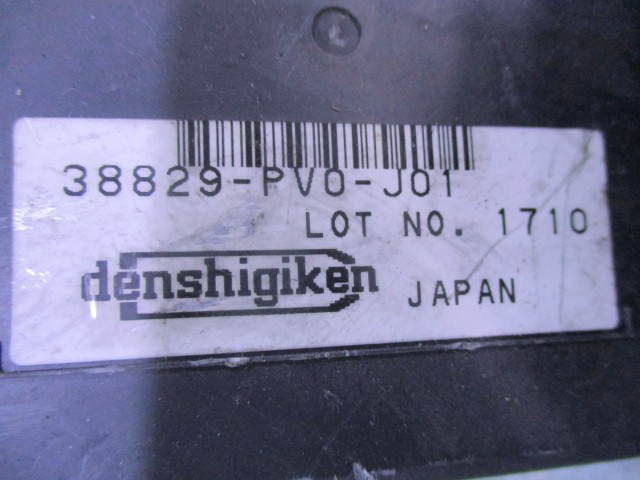 38829-PV0-J01
LOT NO. 1710
denshigiken JAPAN